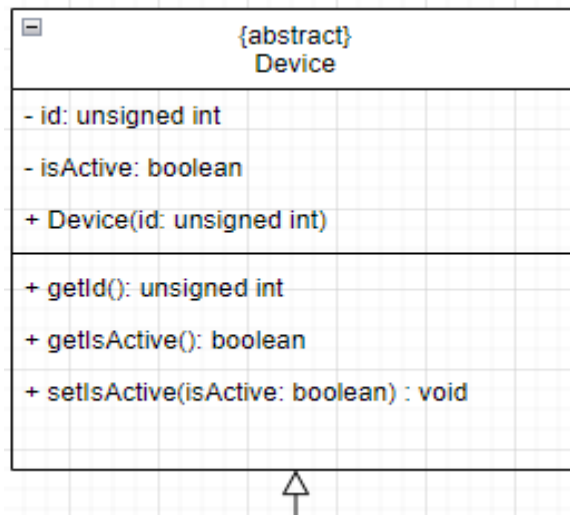 {abstract}
Device
- id: unsigned int
- isActive: boolean
+ Device(id: unsigned int)
+ getId(): unsigned int
+ getIsActive(): boolean
+ setIsActive(isActive: boolean) : void